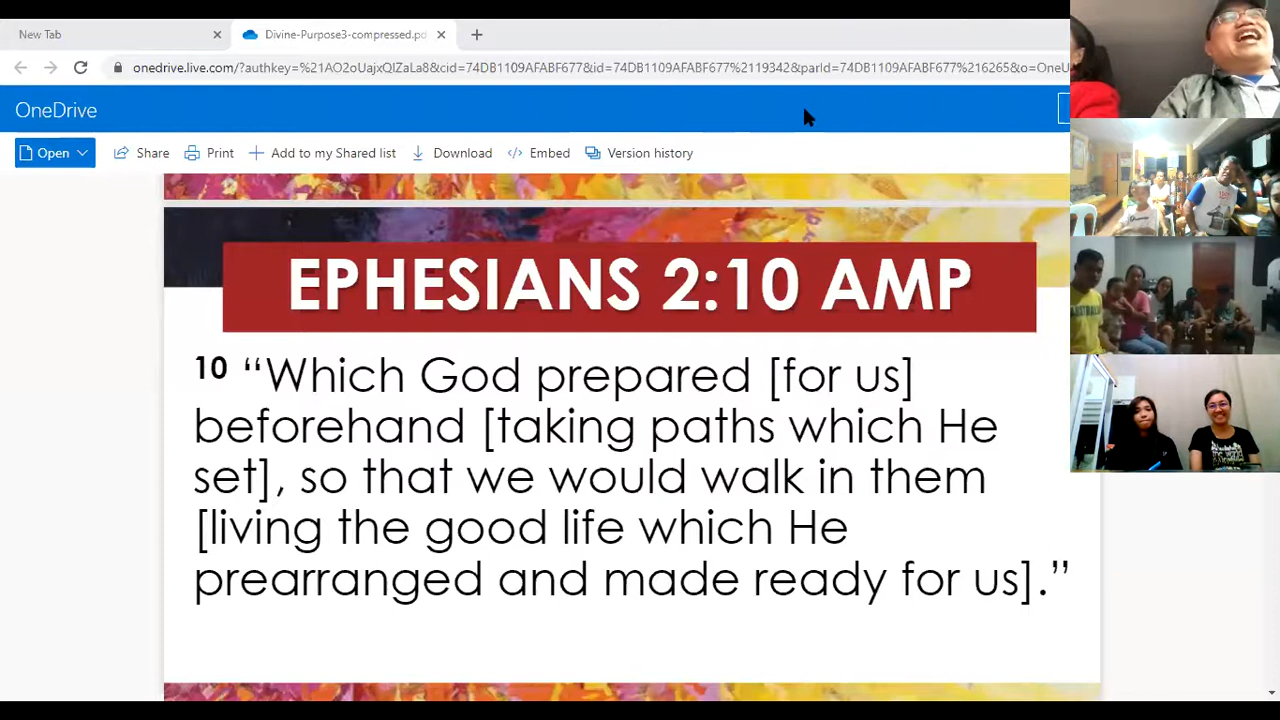 New Tab
Divine-Purpose3-compressed.pd
onedrive.live.com/?authkey=%21AO2oUajxQlZaLa8&cid=74DB1109AFABF677&id=74DB1109AFABF677%2119342&parId=74DB1109AFABF677%216265&o=OneU
OneDrive
Open Share Print Add to my Shared list Download Embed Version history
EPHESIANS 2:10 AMP
10 “Which God prepared [for us]
beforehand [taking paths which He
set], so that we would walk in them
[living the good life which He
prearranged and made ready for us].”